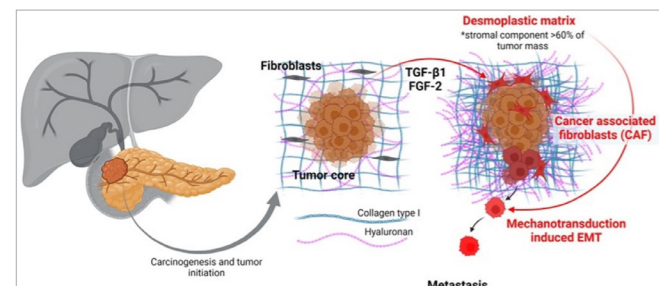 Desmoplastic matrix
*stromal component >60% of
tumor mass
Fibroblasts
TGF-β1
FGF-2
Cancer associated
fibroblasts (CAF)
Tumor core
Collagen type I
Hyaluronan
Mechanotransduction
induced EMT
Carcinogenesis and tumor
initiation
Metastasis